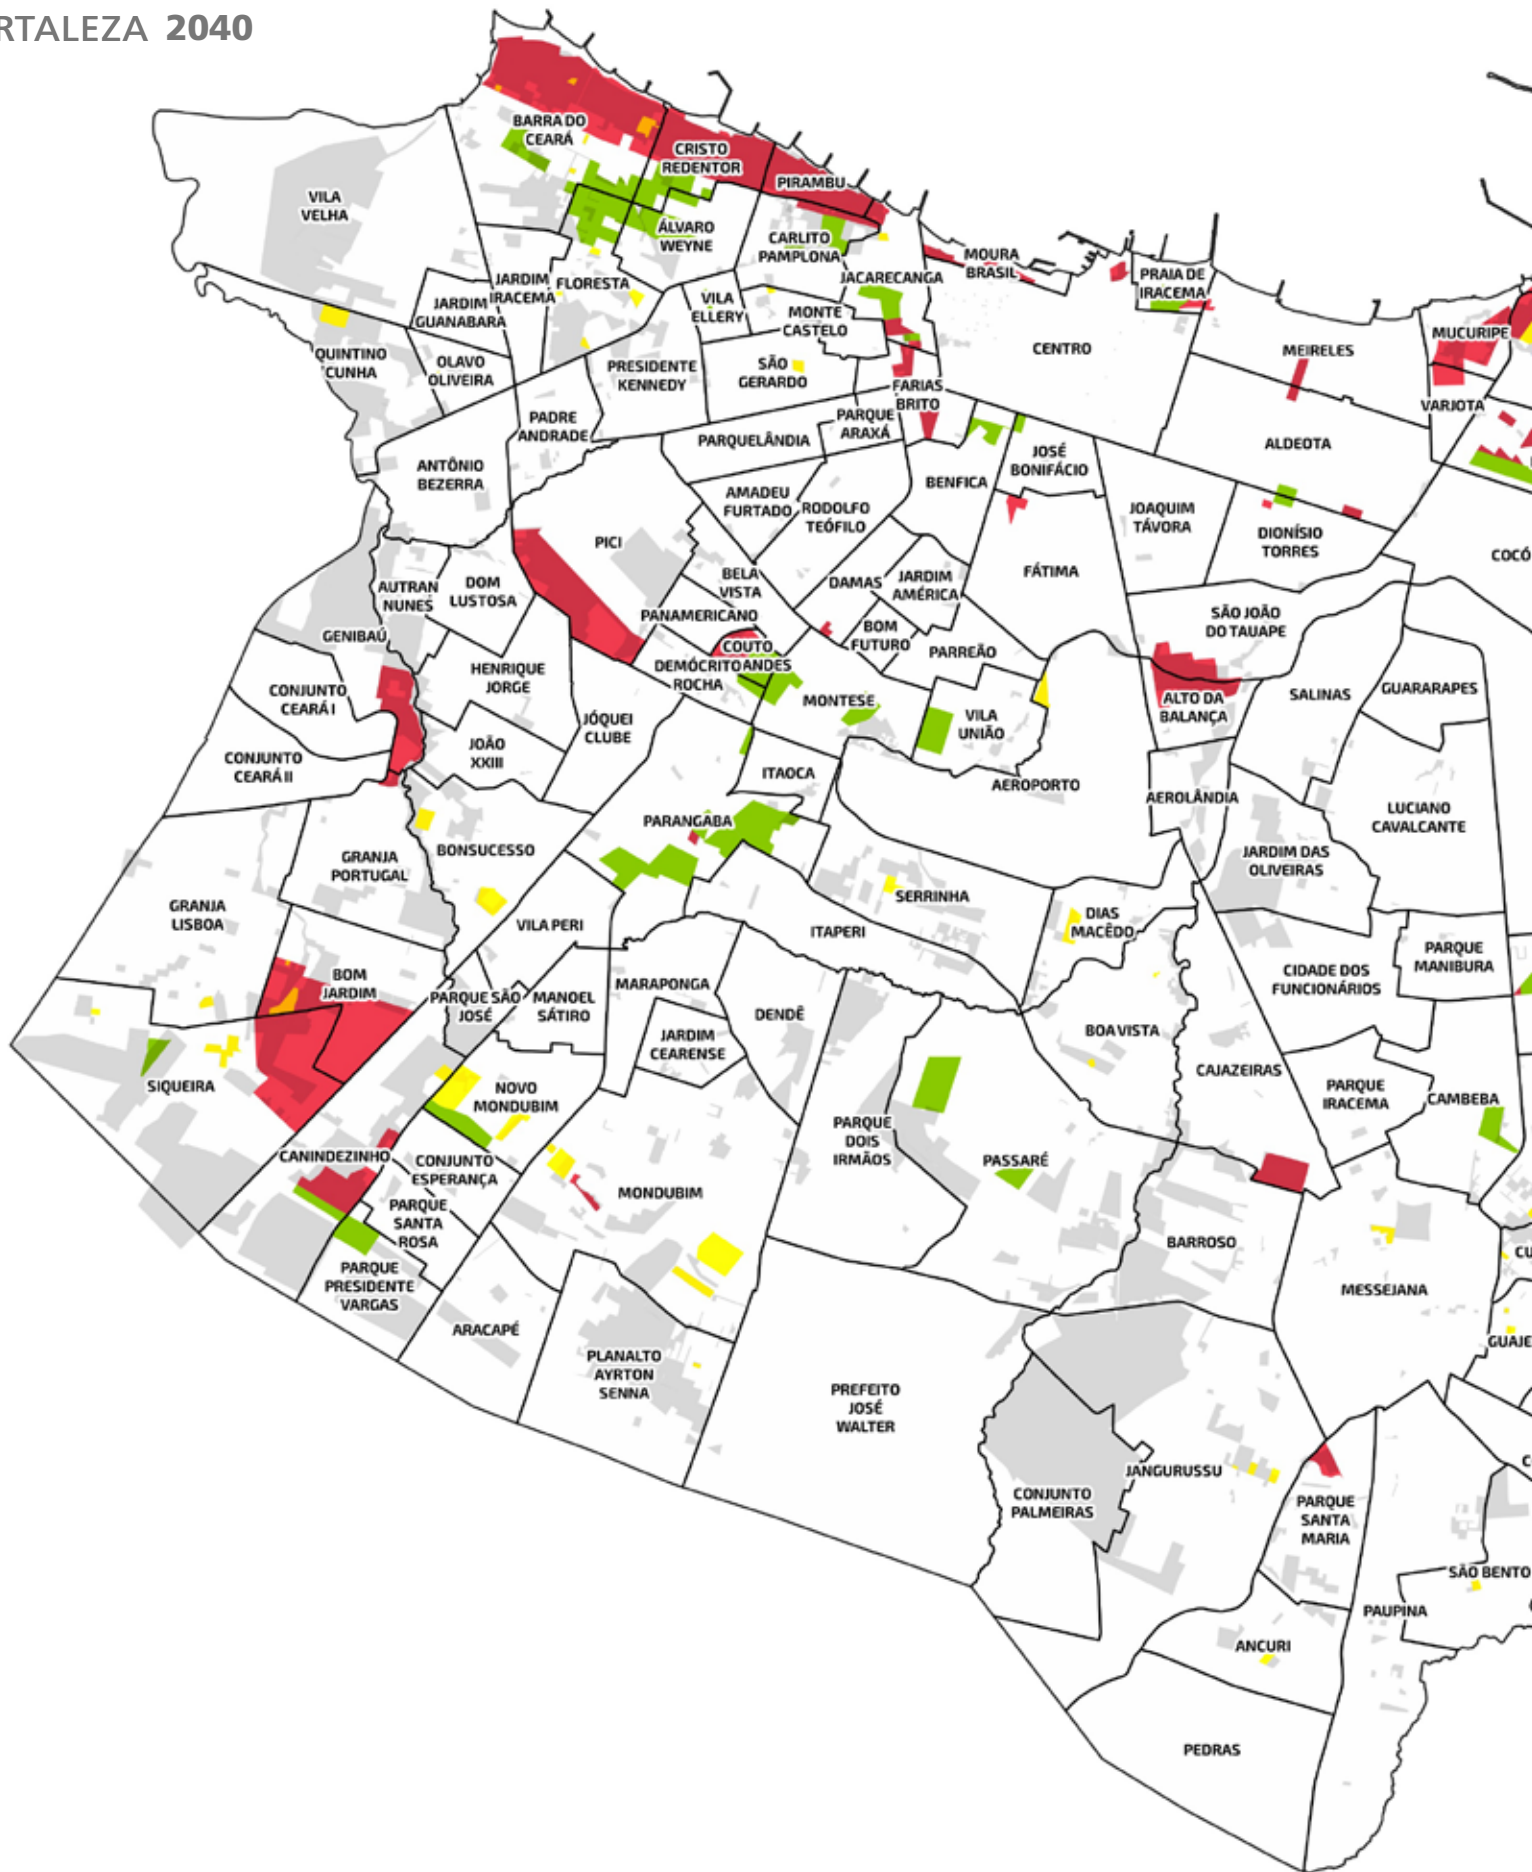 RTALEZA 2040
BARRA DO
CEARÁ
CRISTO
REDENTOR
PIRAMBU
VILA
VELHA
ÁLVARO
WEYNE
CARLITO
PAMPLONA
MOURA
BRASIL
JACARECANGA
PRAIA DE
IRACEMA
JARDIM
IRACEMA
FLORESTA
JARDIM
GUANABARA
VILA
ELLERY
MONTE
CASTELO
MUCURIPE
CENTRO
MEIRELES
QUINTINO
CUNHA
OLAVO
OLIVEIRA
PRESIDENTE
KENNEDY
SÃO
GERARDO
FARIAS
BRITO
VARJOTA
PADRE
ANDRADE
PARQUE
ARAXÁ
PARQUELÂNDIA
ALDEOTA
JOSÉ
BONIFÁCIO
ANTÔNIO
BEZERRA
BENFICA
AMADEU
FURTADO
RODOLFO
TEÓFILO
JOAQUIM
TÁVORA
DIONÍSIO
TORRES
PICI
COCÓ
BELA
VISTA
DAMAS
JARDIM
AMÉRICA
FÁTIMA
AUTRAN
NUNES
DOM
LUSTOSA
PANAMERICANO
SÃO JOÃO
DO TAUAPE
GENIBAÚ
BOM
FUTURO
PARREÃO
COUTO
DEMÓCRITO ANDES
ROCHA
HENRIQUE
JORGE
CONJUNTO
CEARÁ I
MONTESE
SALINAS
GUARARAPES
ALTO DA
BALANÇA
VILA
UNIÃO
JÓQUEI
CLUBE
JOÃO
XXIII
CONJUNTO
CEARÁ II
ITAOCA
AEROPORTO
AEROLÂNDIA
LUCIANO
CAVALCANTE
PARANGABA
BONSUCESSO
GRANJA
PORTUGAL
JARDIM DAS
OLIVEIRAS
SERRINHA
GRANJA
LISBOA
VILA PERI
DIAS
MACÊDO
ITAPERI
PARQUE
MANIBURA
CIDADE DOS
FUNCIONÁRIOS
BOM
JARDIM
MARAPONGA
PARQUE SÃO
JOSÉ
MANOEL
SÁTIRO
DENDÊ
BOA VISTA
JARDIM
CEARENSE
CAJAZEIRAS
SIQUEIRA
NOVO
MONDUBIM
PARQUE
IRACEMA
CAMBEBA
PARQUE
DOIS
IRMÃOS
CANINDEZINHO
CONJUNTO
ESPERANÇA
PASSARÉ
MONDUBIM
PARQUE
SANTA
ROSA
BARROSO
CU
PARQUE
PRESIDENTE
VARGAS
MESSEJANA
ARACAPÉ
GUAJE
PLANALTO
AYRTON
SENNA
PREFEITO
JOSÉ
WALTER
C
JANGURUSSU
CONJUNTO
PALMEIRAS
PARQUE
SANTA
MARIA
SÃO BENTO
PAUPINA
ANCURI
PEDRAS